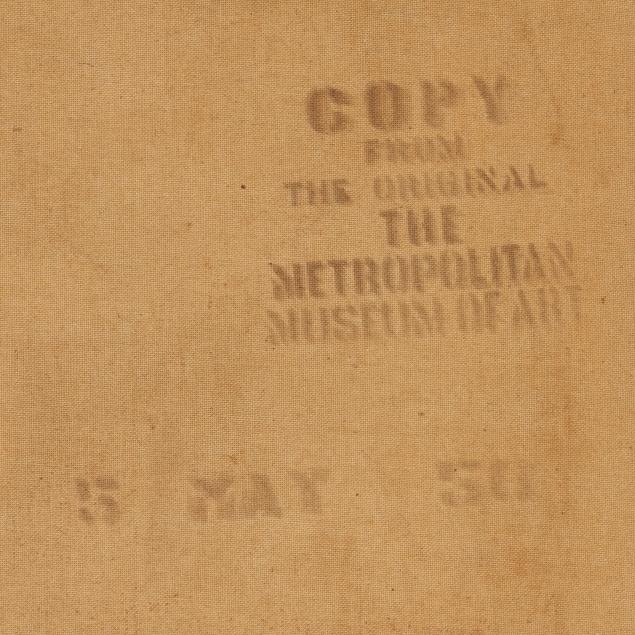 COPY
FROM
THE ORIGINAL
THE
METROPOLITAN
MUSEUM OF ART
5 MAY 50